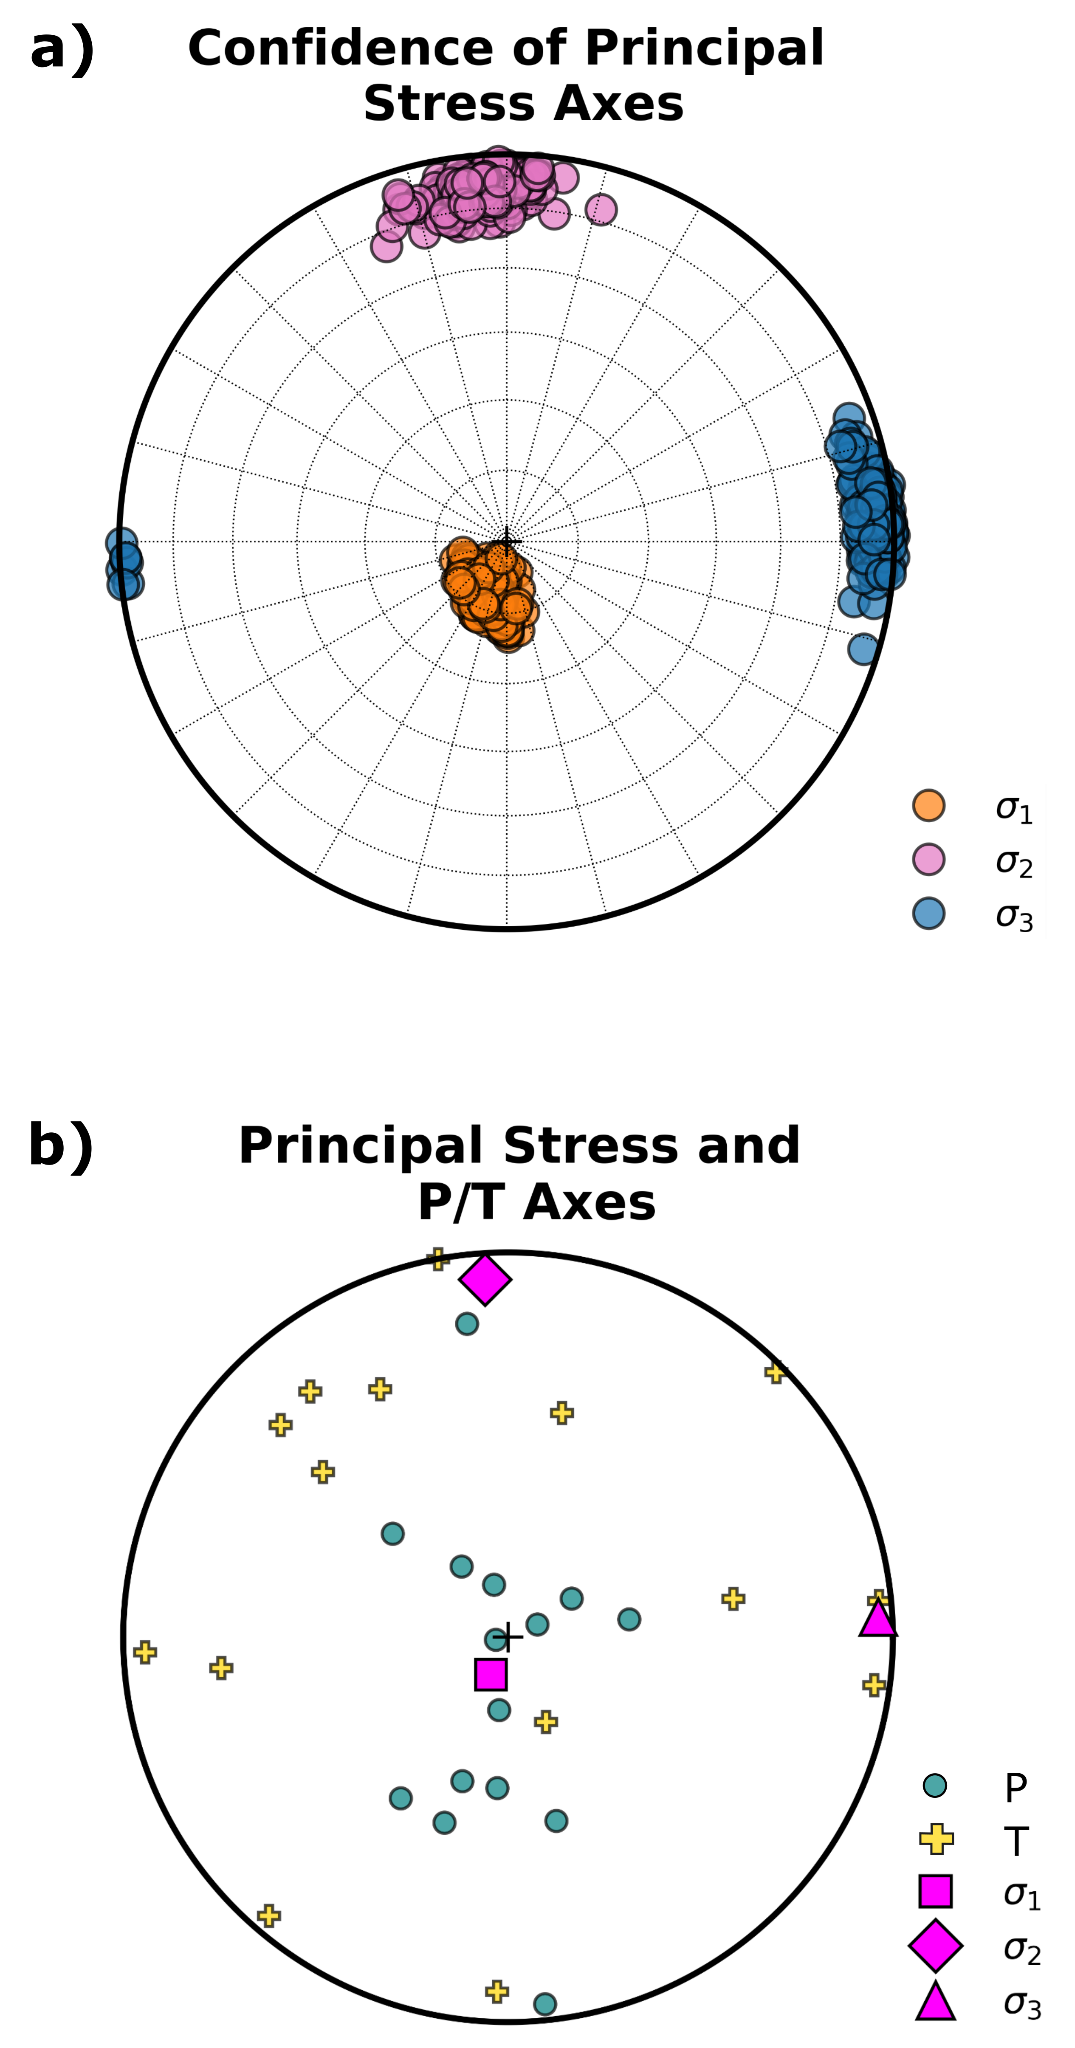 a)
Confidence of Principal
Stress Axes
σ₁
σ₂
σ₃
b)
Principal Stress and
P/T Axes
P
T
σ₁
σ₂
σ₃